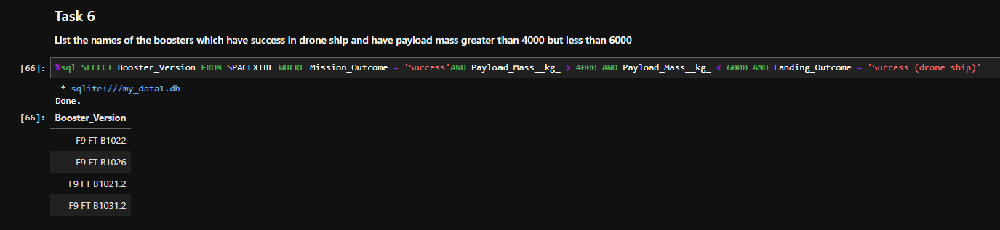 Task 6
List the names of the boosters which have success in drone ship and have payload mass greater than 4000 but less than 6000
[66]: %sql SELECT Booster_Version FROM SPACEXTBL WHERE Mission_Outcome = 'Success'AND Payload_Mass__kg_ > 4000 AND Payload_Mass__kg_ < 6000 AND Landing_Outcome = 'Success (drone ship)'
* sqlite:///my_data1.db
Done.
[66]: Booster_Version
F9 FT B1022
F9 FT B1026
F9 FT B1021.2
F9 FT B1031.2